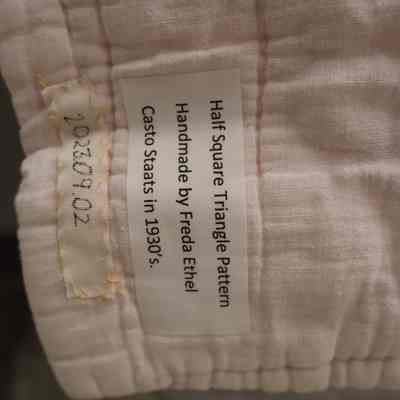 Half Square Triangle Pattern
Handmade by Freda Ethel
Casto Staats in 1930's.
2023.09.02